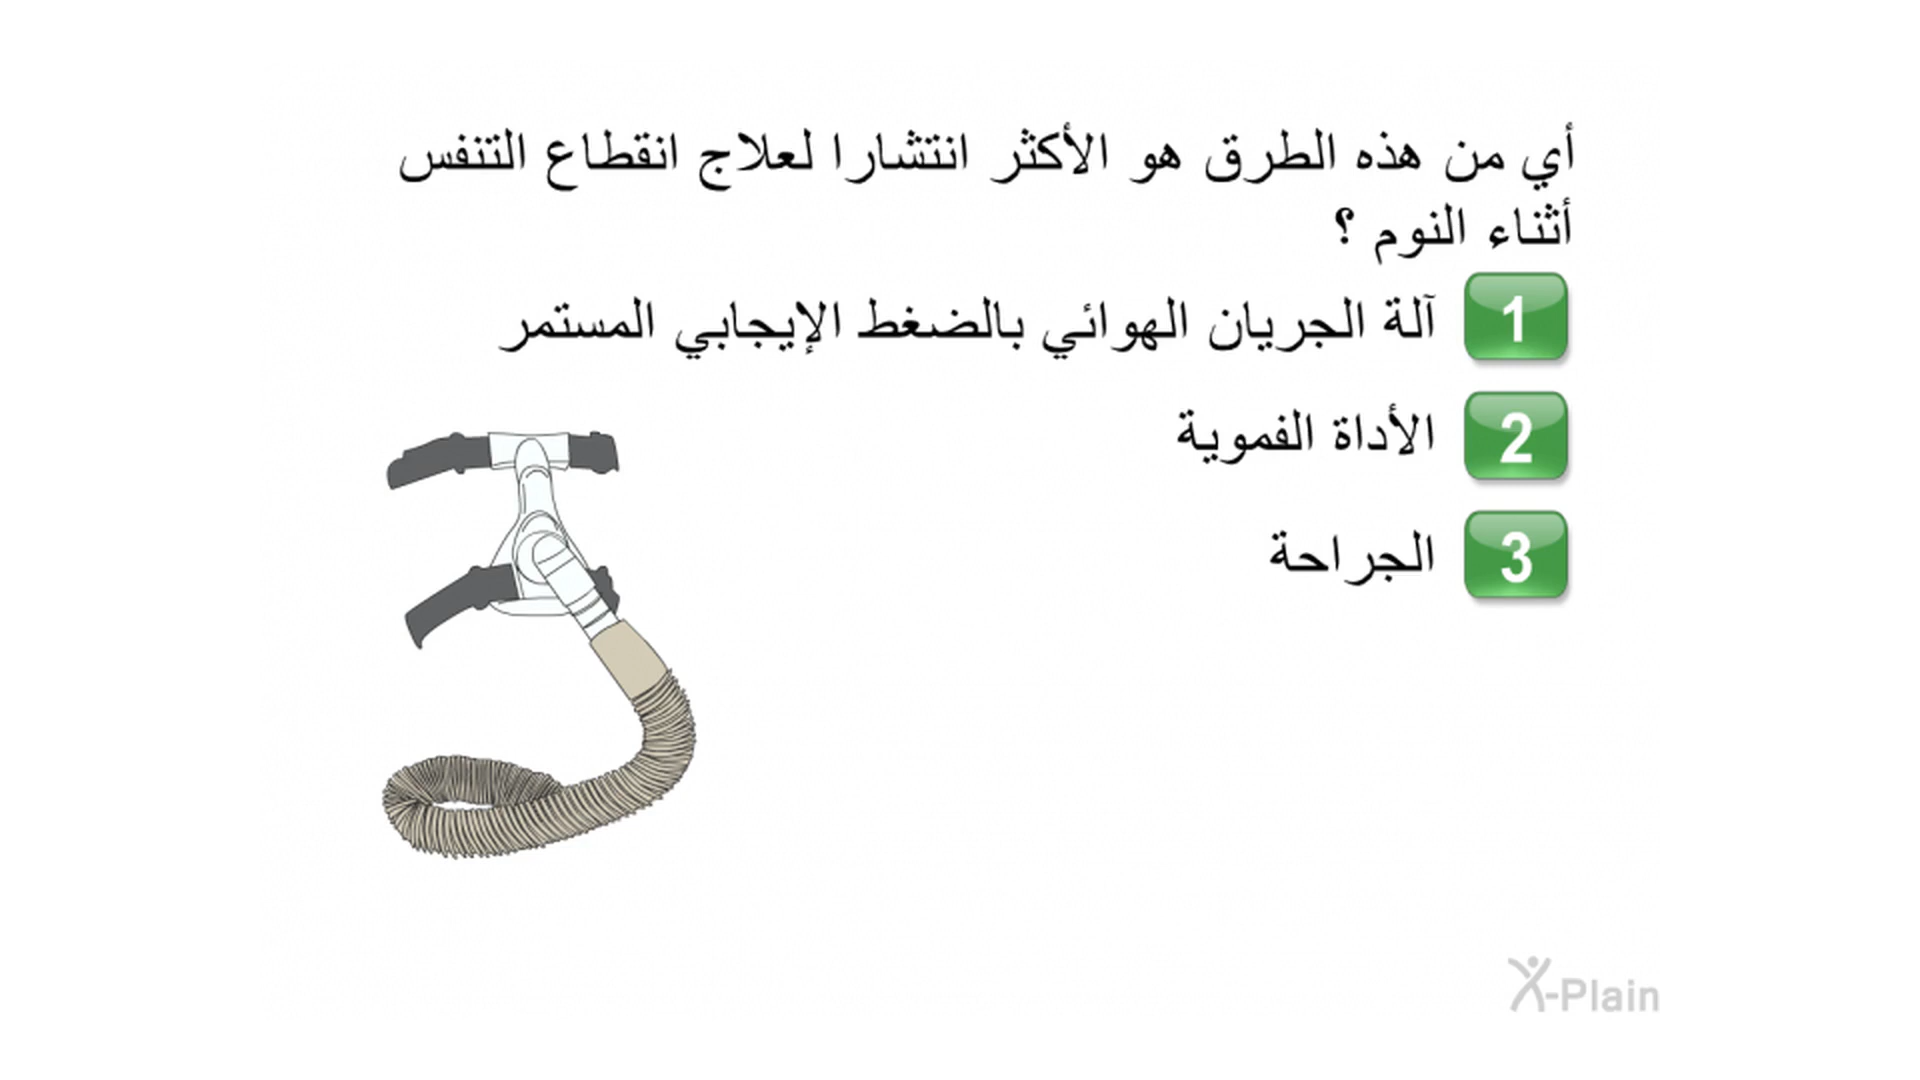 أي من هذه الطرق هو الأكثر انتشارا لعلاج انقطاع التنفس
أثناء النوم ؟
1 آلة الجريان الهوائي بالضغط الإيجابي المستمر
2 الأداة الفموية
3 الجراحة
X-Plain